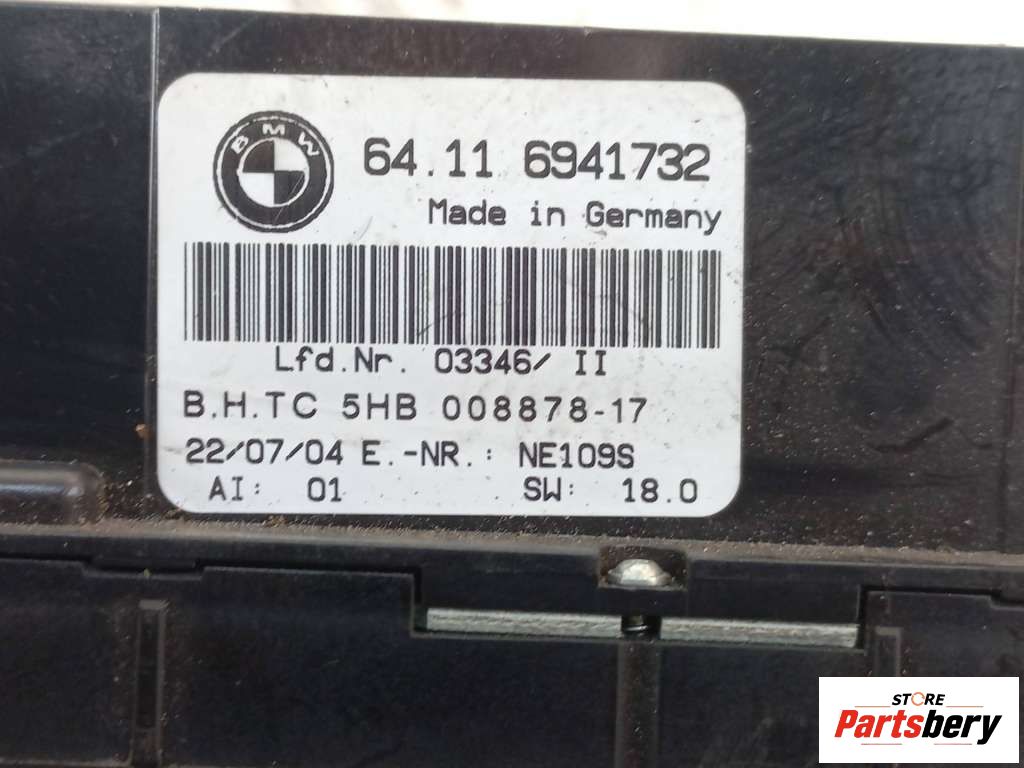 BMW
64.11 6941732
Made in Germany
Lfd.Nr. 03346/ II
B.H.TC 5HB 008878-17
22/07/04 E.-NR.: NE109S
AI: 01 SW: 18.0
STORE
Partsbery